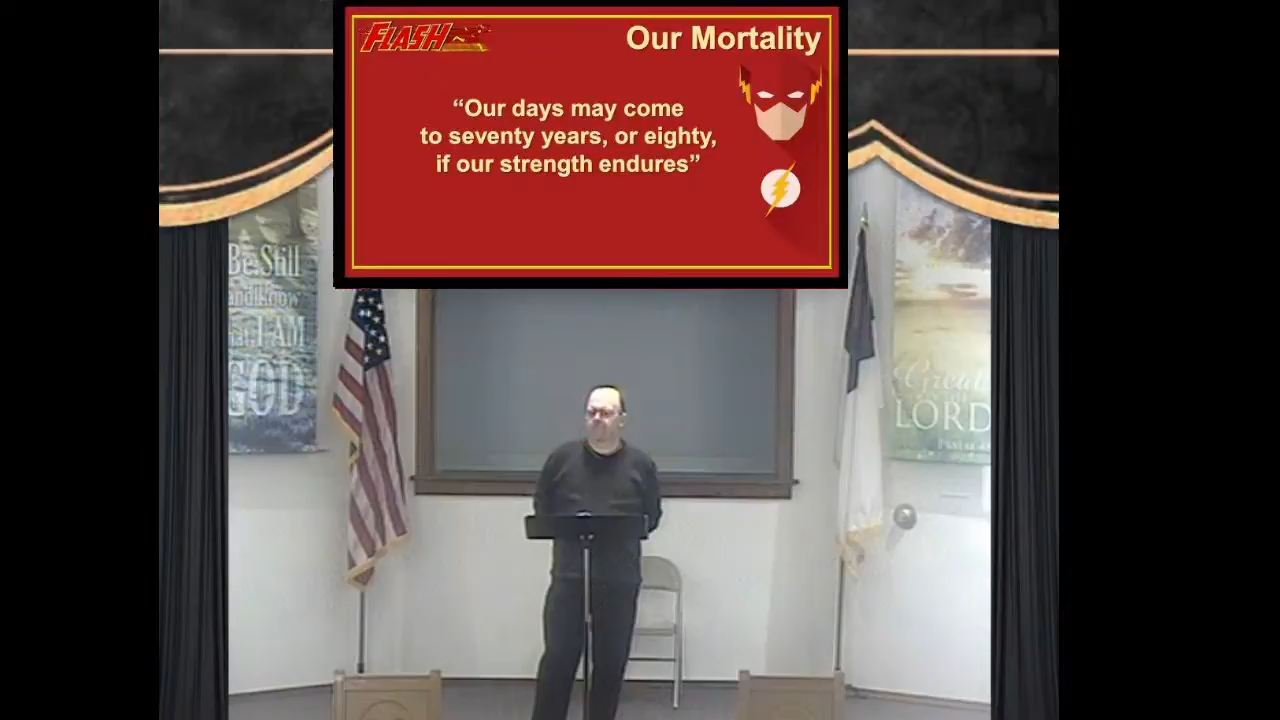 FLASH
Our Mortality
“Our days may come
to seventy years, or eighty,
if our strength endures”
Be Still
and know
that I AM
GOD
Great
LORD